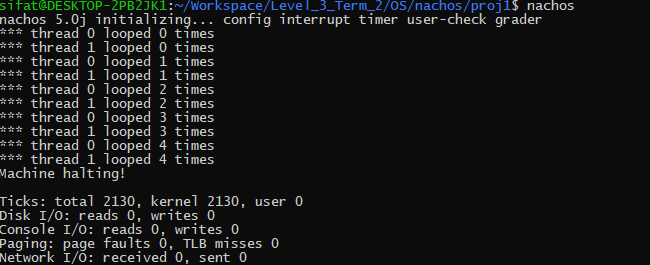 sifat@DESKTOP-2PB2JK1:~/Workspace/Level_3_Term_2/OS/nachos/proj1$ nachos
nachos 5.0j initializing... config interrupt timer user-check grader
*** thread 0 looped 0 times
*** thread 1 looped 0 times
*** thread 0 looped 1 times
*** thread 1 looped 1 times
*** thread 0 looped 2 times
*** thread 1 looped 2 times
*** thread 0 looped 3 times
*** thread 1 looped 3 times
*** thread 0 looped 4 times
*** thread 1 looped 4 times
Machine halting!
Ticks: total 2130, kernel 2130, user 0
Disk I/O: reads 0, writes 0
Console I/O: reads 0, writes 0
Paging: page faults 0, TLB misses 0
Network I/O: received 0, sent 0